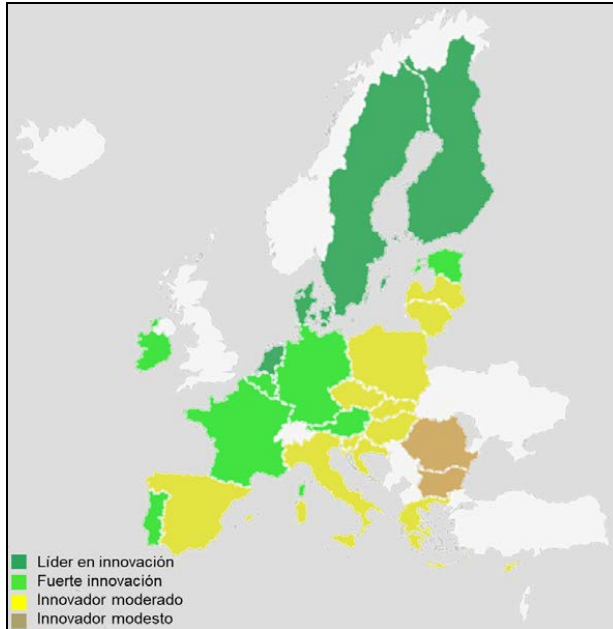 Líder en innovación
Fuerte innovación
Innovador moderado
Innovador modesto